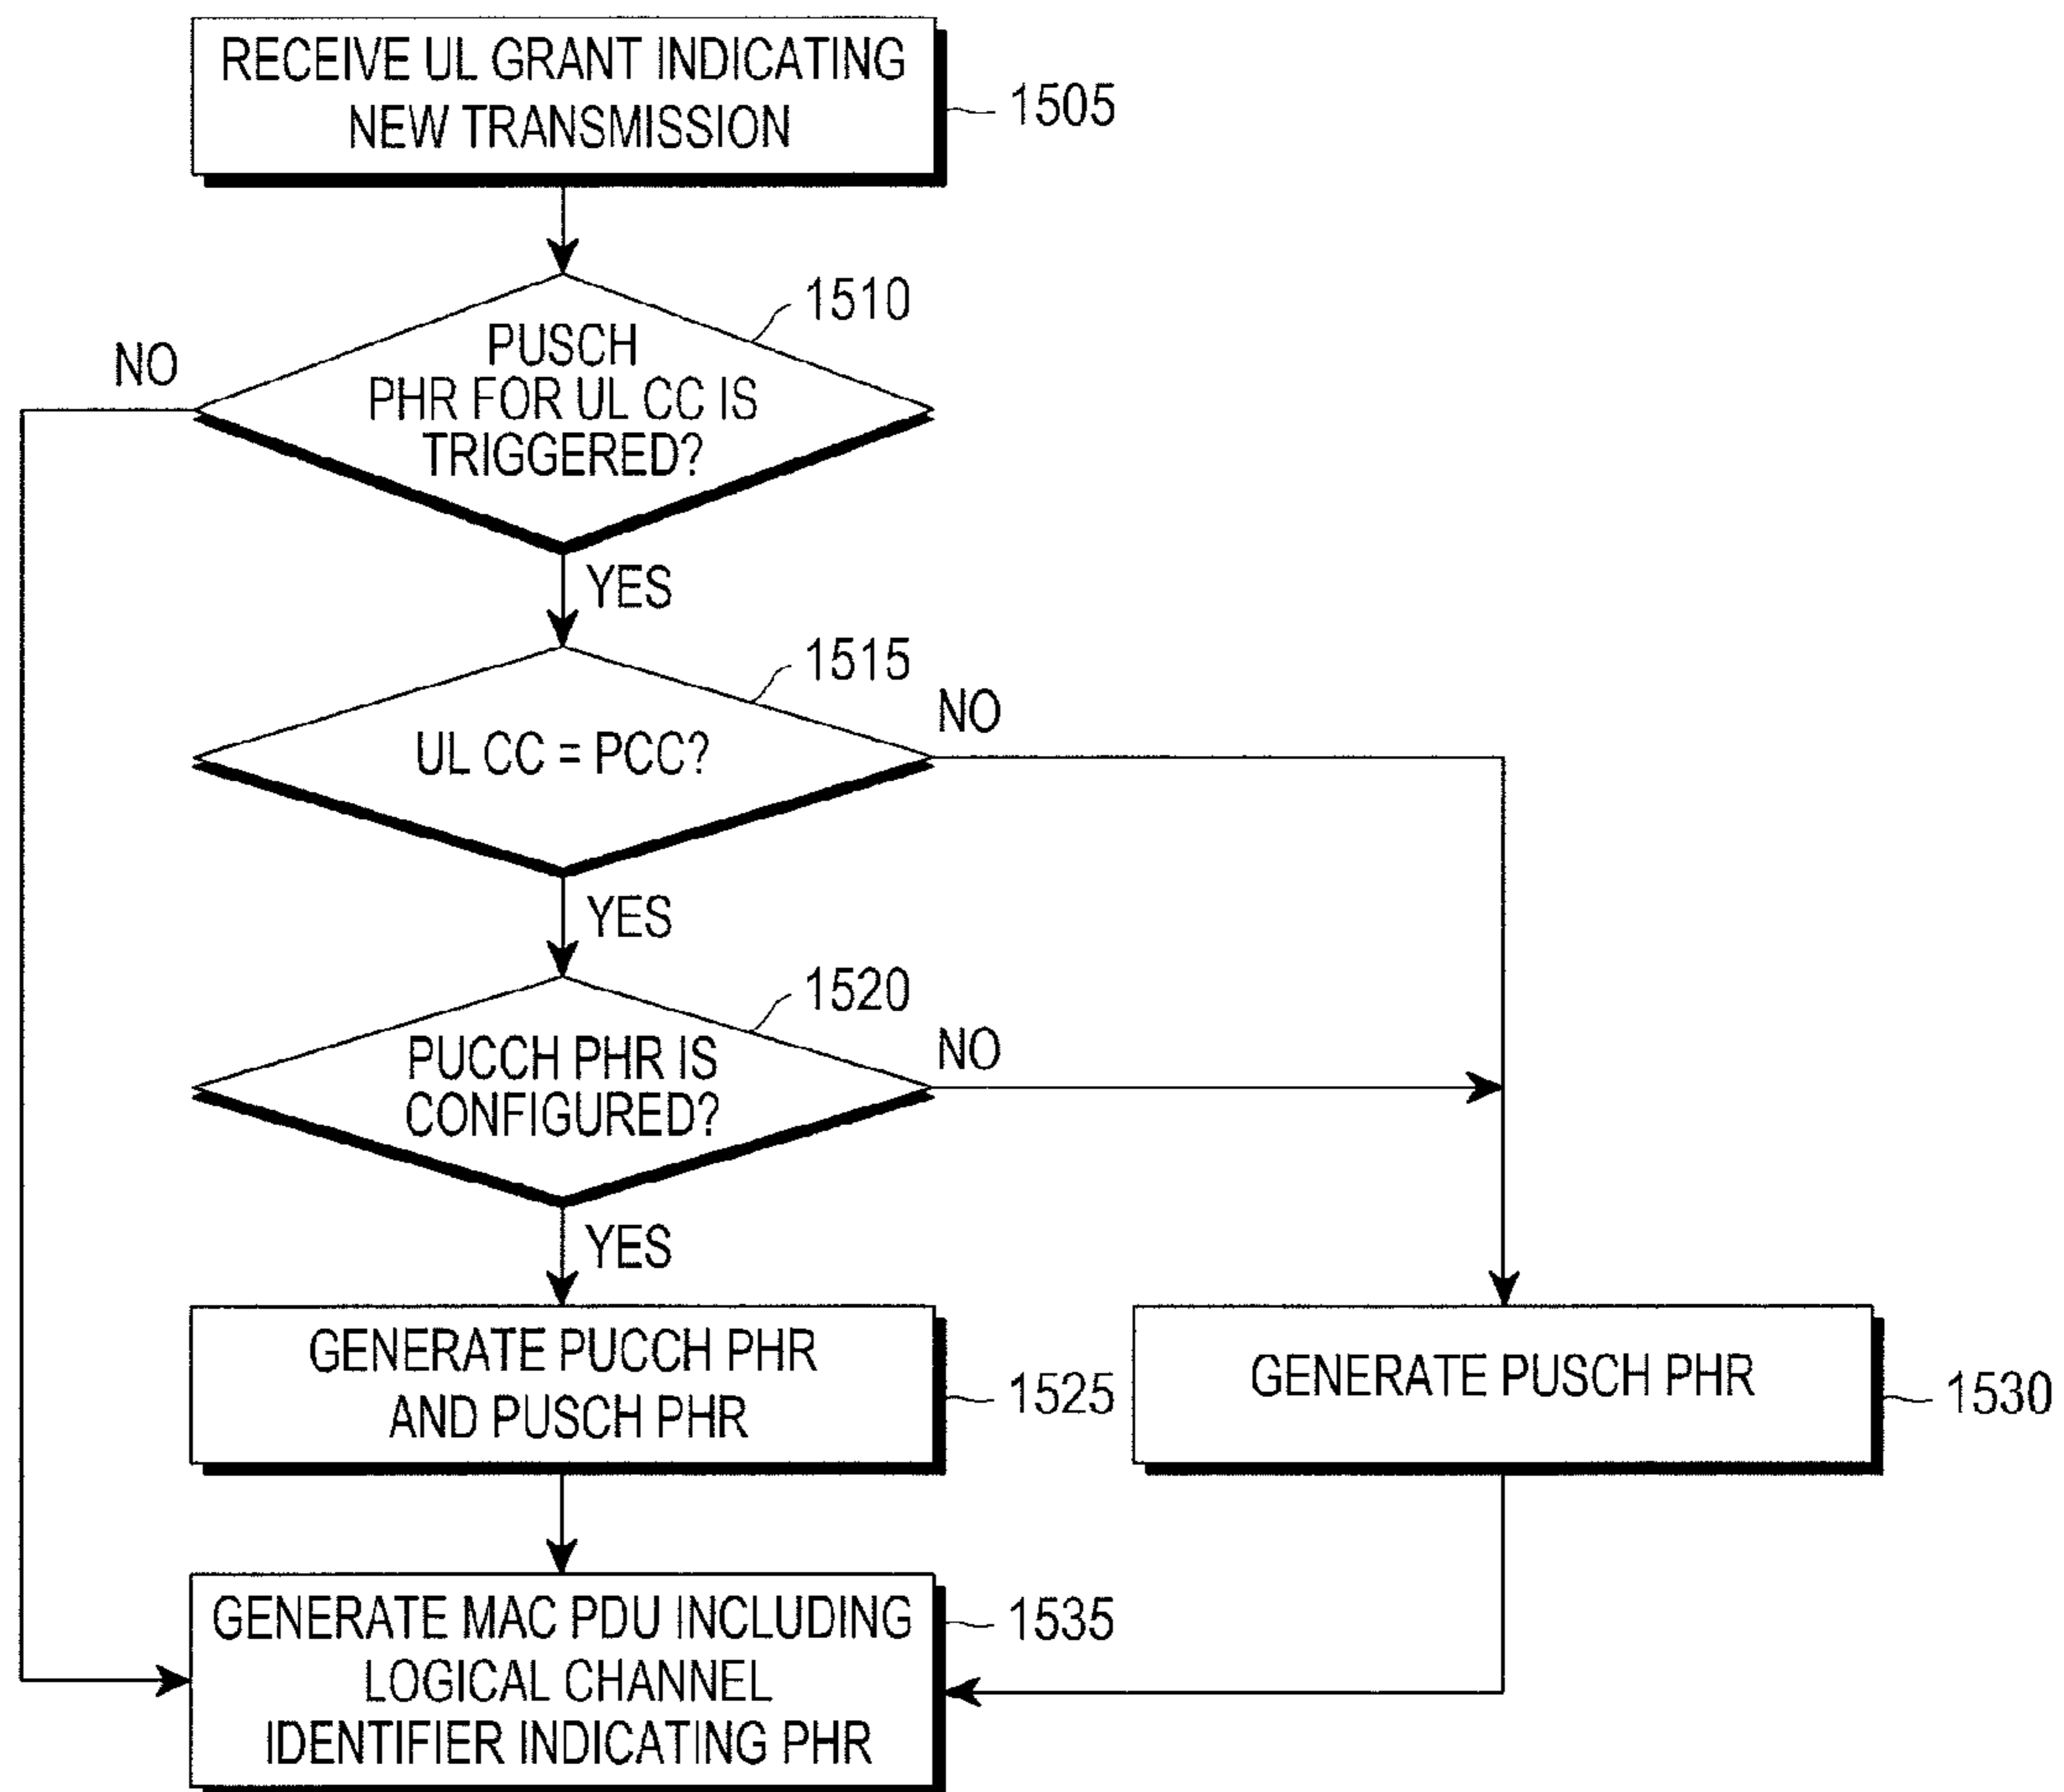 RECEIVE UL GRANT INDICATING
NEW TRANSMISSION
1505
1510
NO
PUSCH
PHR FOR UL CC IS
TRIGGERED?
YES
1515
NO
UL CC = PCC?
YES
1520
NO
PUCCH PHR IS
CONFIGURED?
YES
GENERATE PUCCH PHR
AND PUSCH PHR
1525
GENERATE PUSCH PHR
1530
GENERATE MAC PDU INCLUDING
LOGICAL CHANNEL
IDENTIFIER INDICATING PHR
1535